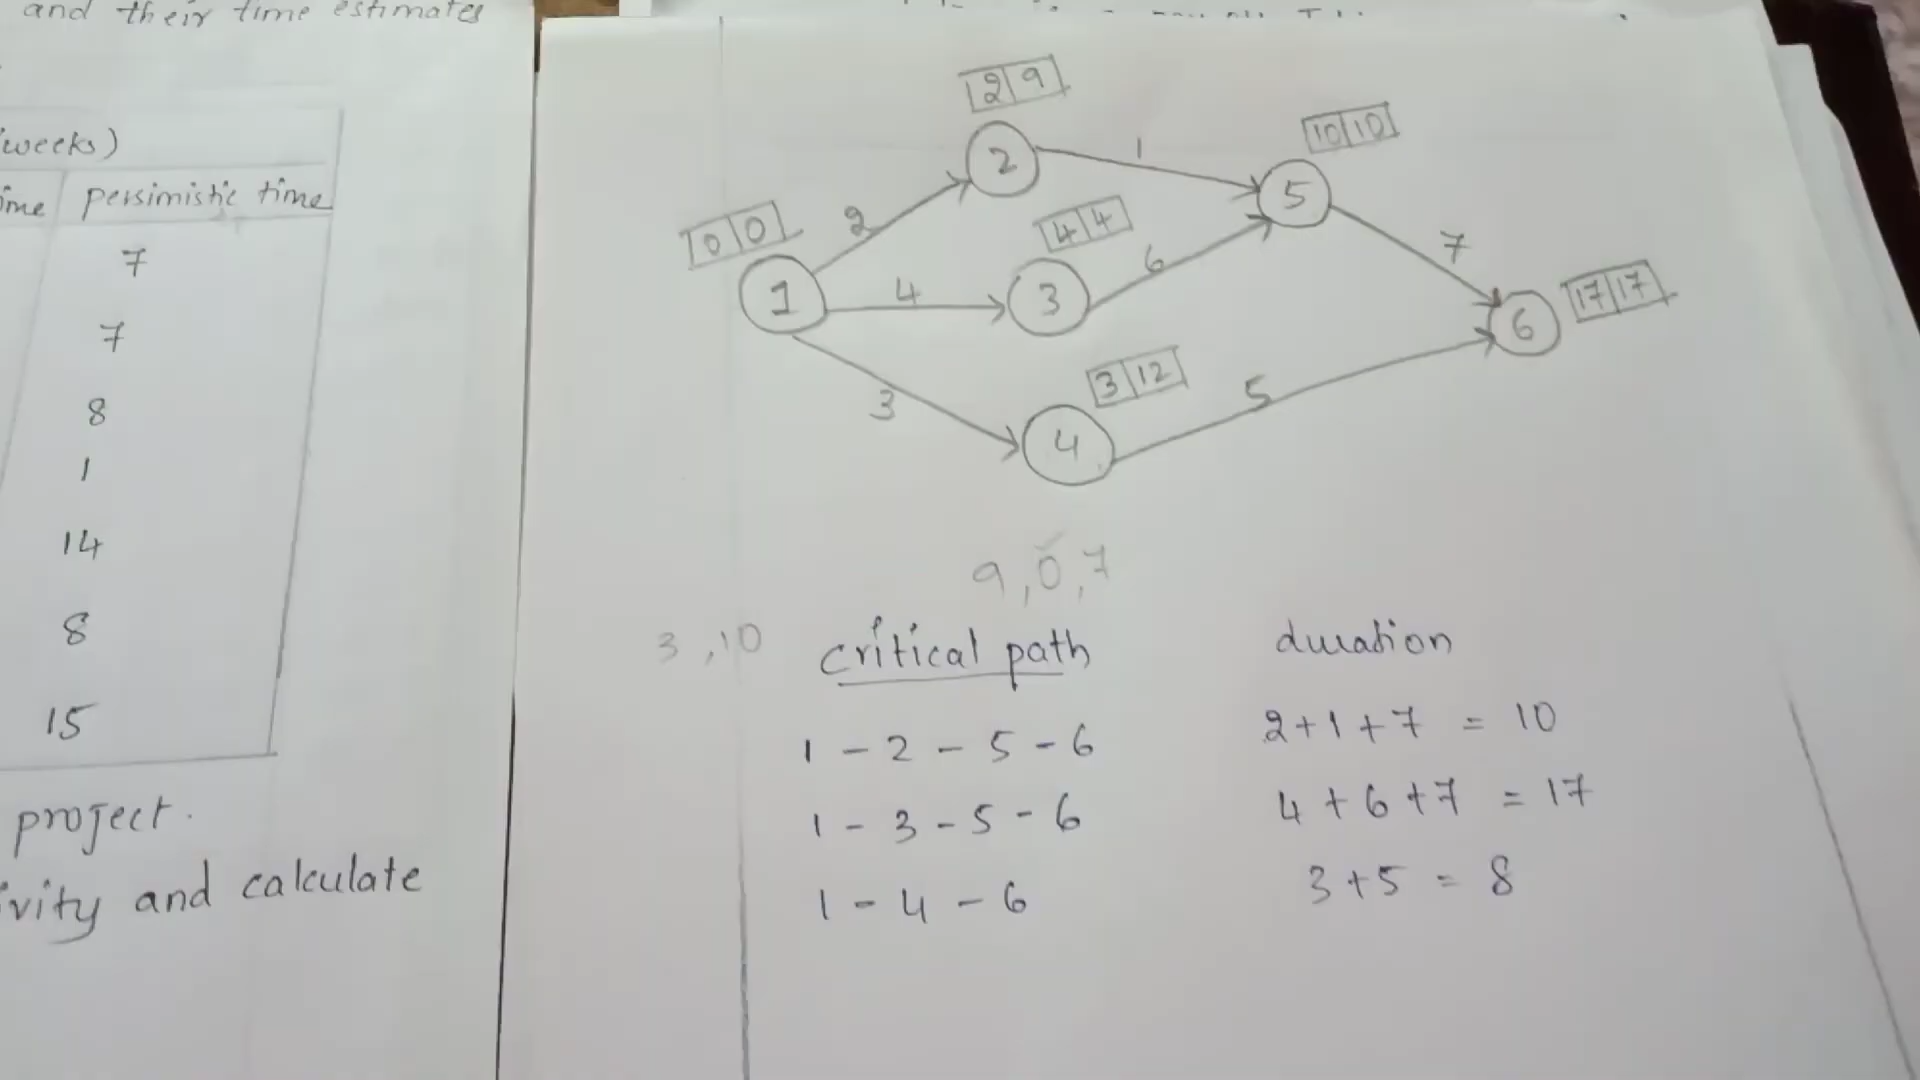 and their time estimates
weeks)
persimistic time
7
7
8
1
14
8
15
project.
and calculate
2 9
10 10
2
1
5
0 0
2
4 4
7
1
4
3
6
17 17
6
3 12
3
5
4
9, 0, 7
3, 10
critical path duration
1 - 2 - 5 - 6 2 + 1 + 7 = 10
1 - 3 - 5 - 6 4 + 6 + 7 = 17
1 - 4 - 6 3 + 5 = 8